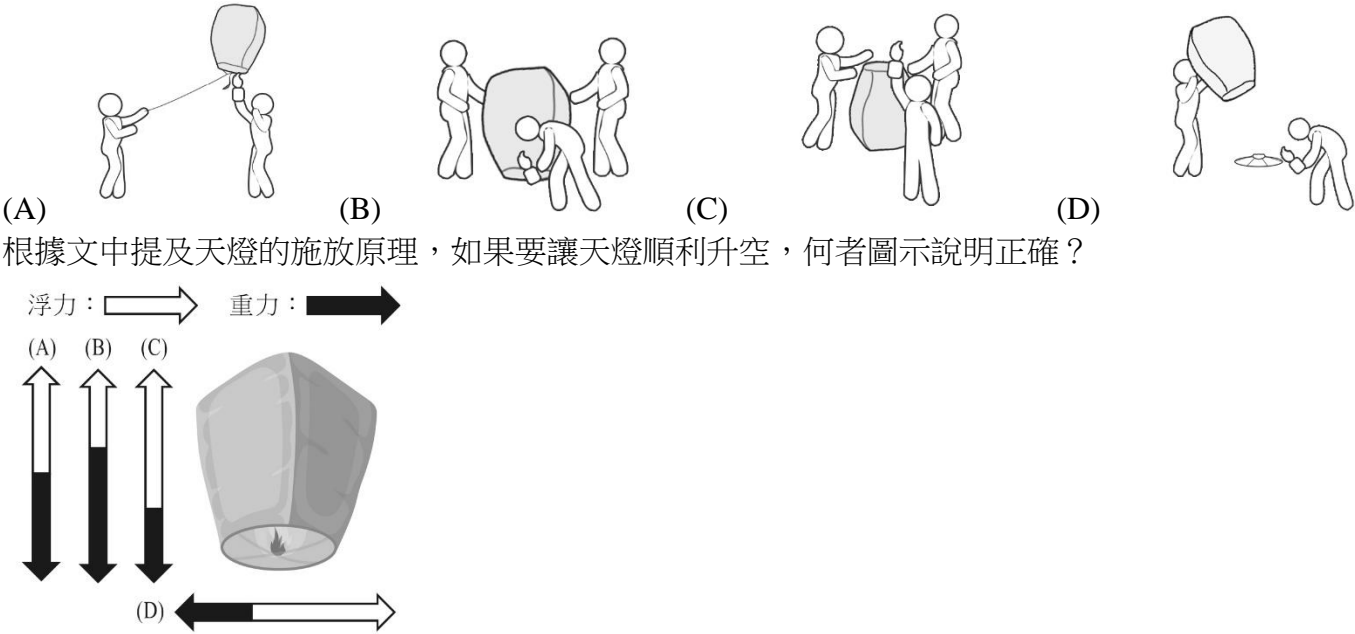 (A) (B) (C) (D)
根據文中提及天燈的施放原理，如果要讓天燈順利升空，何者圖示說明正確？
浮力： 重力：
(A) (B) (C)
(D)